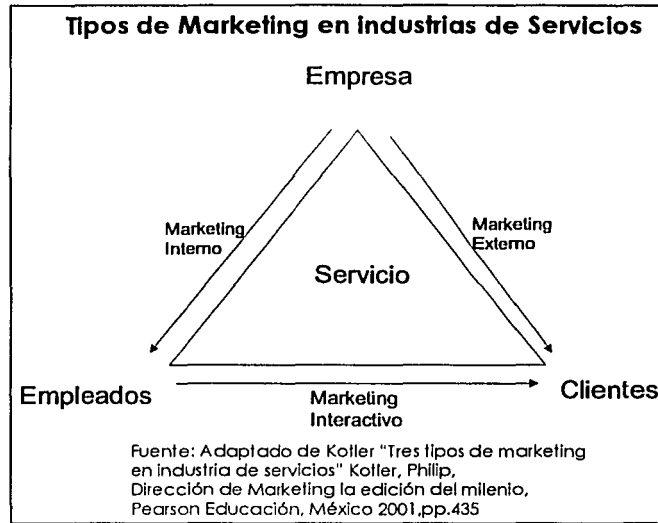 Tipos de Marketing en industrias de Servicios
Empresa
Marketing
Interno
Marketing
Externo
Servicio
Empleados
Clientes
Marketing
Interactivo
Fuente: Adaptado de Kotler "Tres tipos de marketing
en industria de servicios" Kotler, Philip,
Dirección de Marketing la edición del milenio,
Pearson Educación, México 2001,pp.435